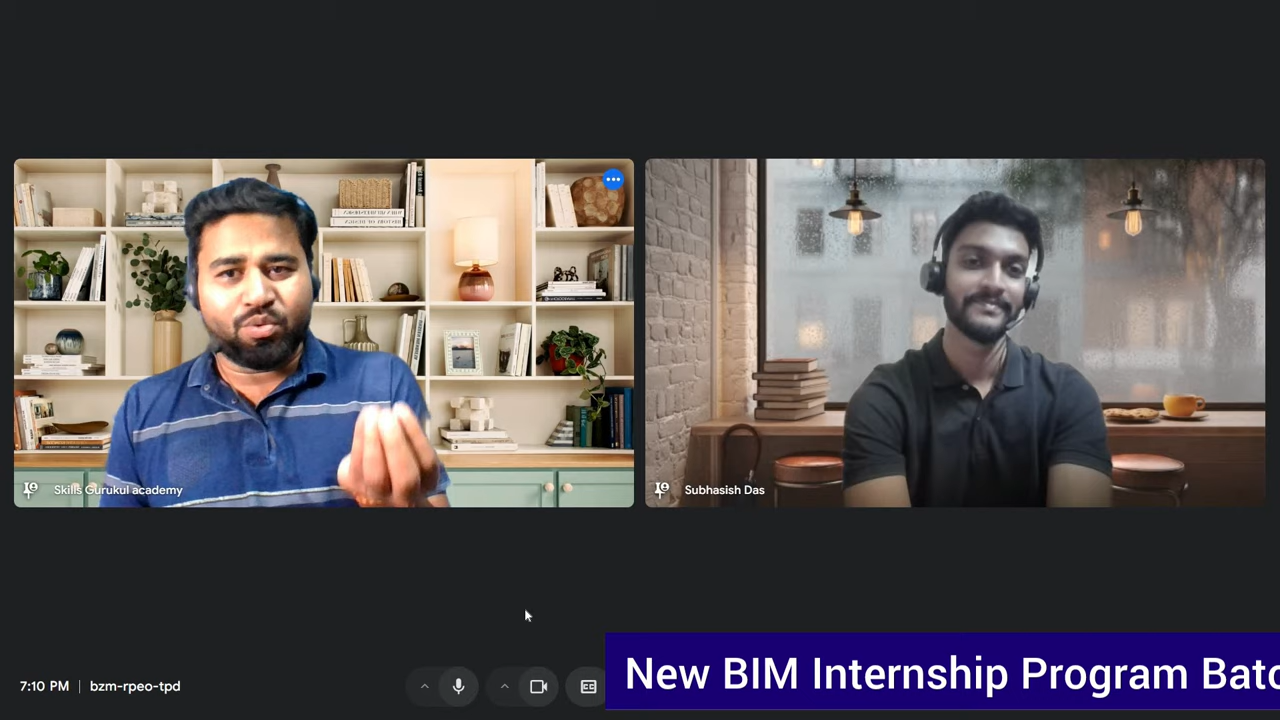 Skills Gurukul academy
Subhasish Das
7:10 PM | bzm-rpeo-tpd
New BIM Internship Program Batc